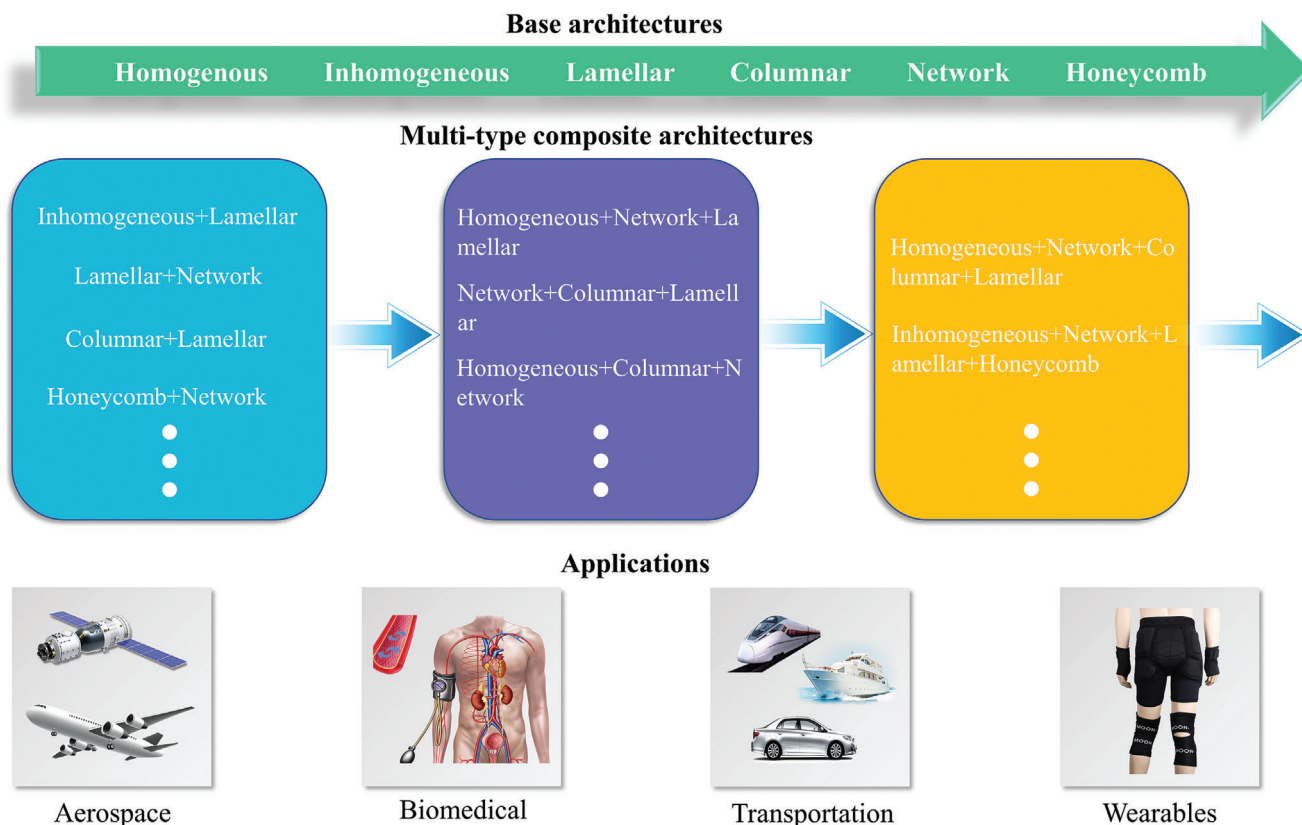 Base architectures
Homogenous Inhomogeneous Lamellar Columnar Network Honeycomb
Multi-type composite architectures
Inhomogeneous+Lamellar
Lamellar+Network
Columnar+Lamellar
Honeycomb+Network
Homogeneous+Network+La
mellar
Network+Columnar+Lamell
ar
Homogeneous+Columnar+N
etwork
Homogeneous+Network+Co
lumnar+Lamellar
Inhomogeneous+Network+L
amellar+Honeycomb
Applications
MOON
MOON
Aerospace
Biomedical
Transportation
Wearables